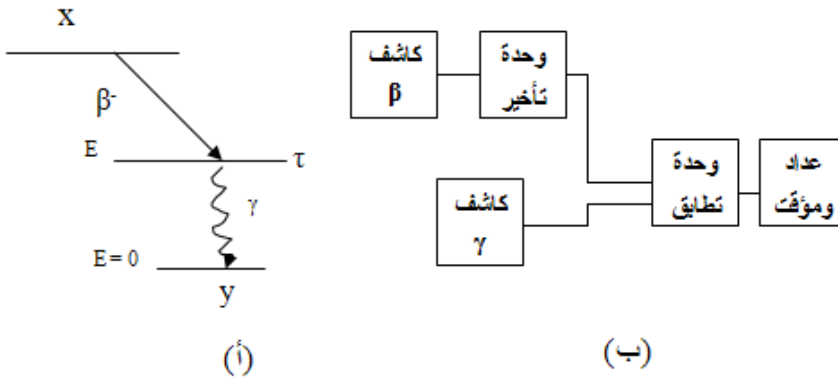 x
β-
E
τ
γ
E = 0
y
(أ)
كاشف
β
وحدة
تأخير
كاشف
γ
وحدة
تطابق
عداد
ومؤقت
(ب)